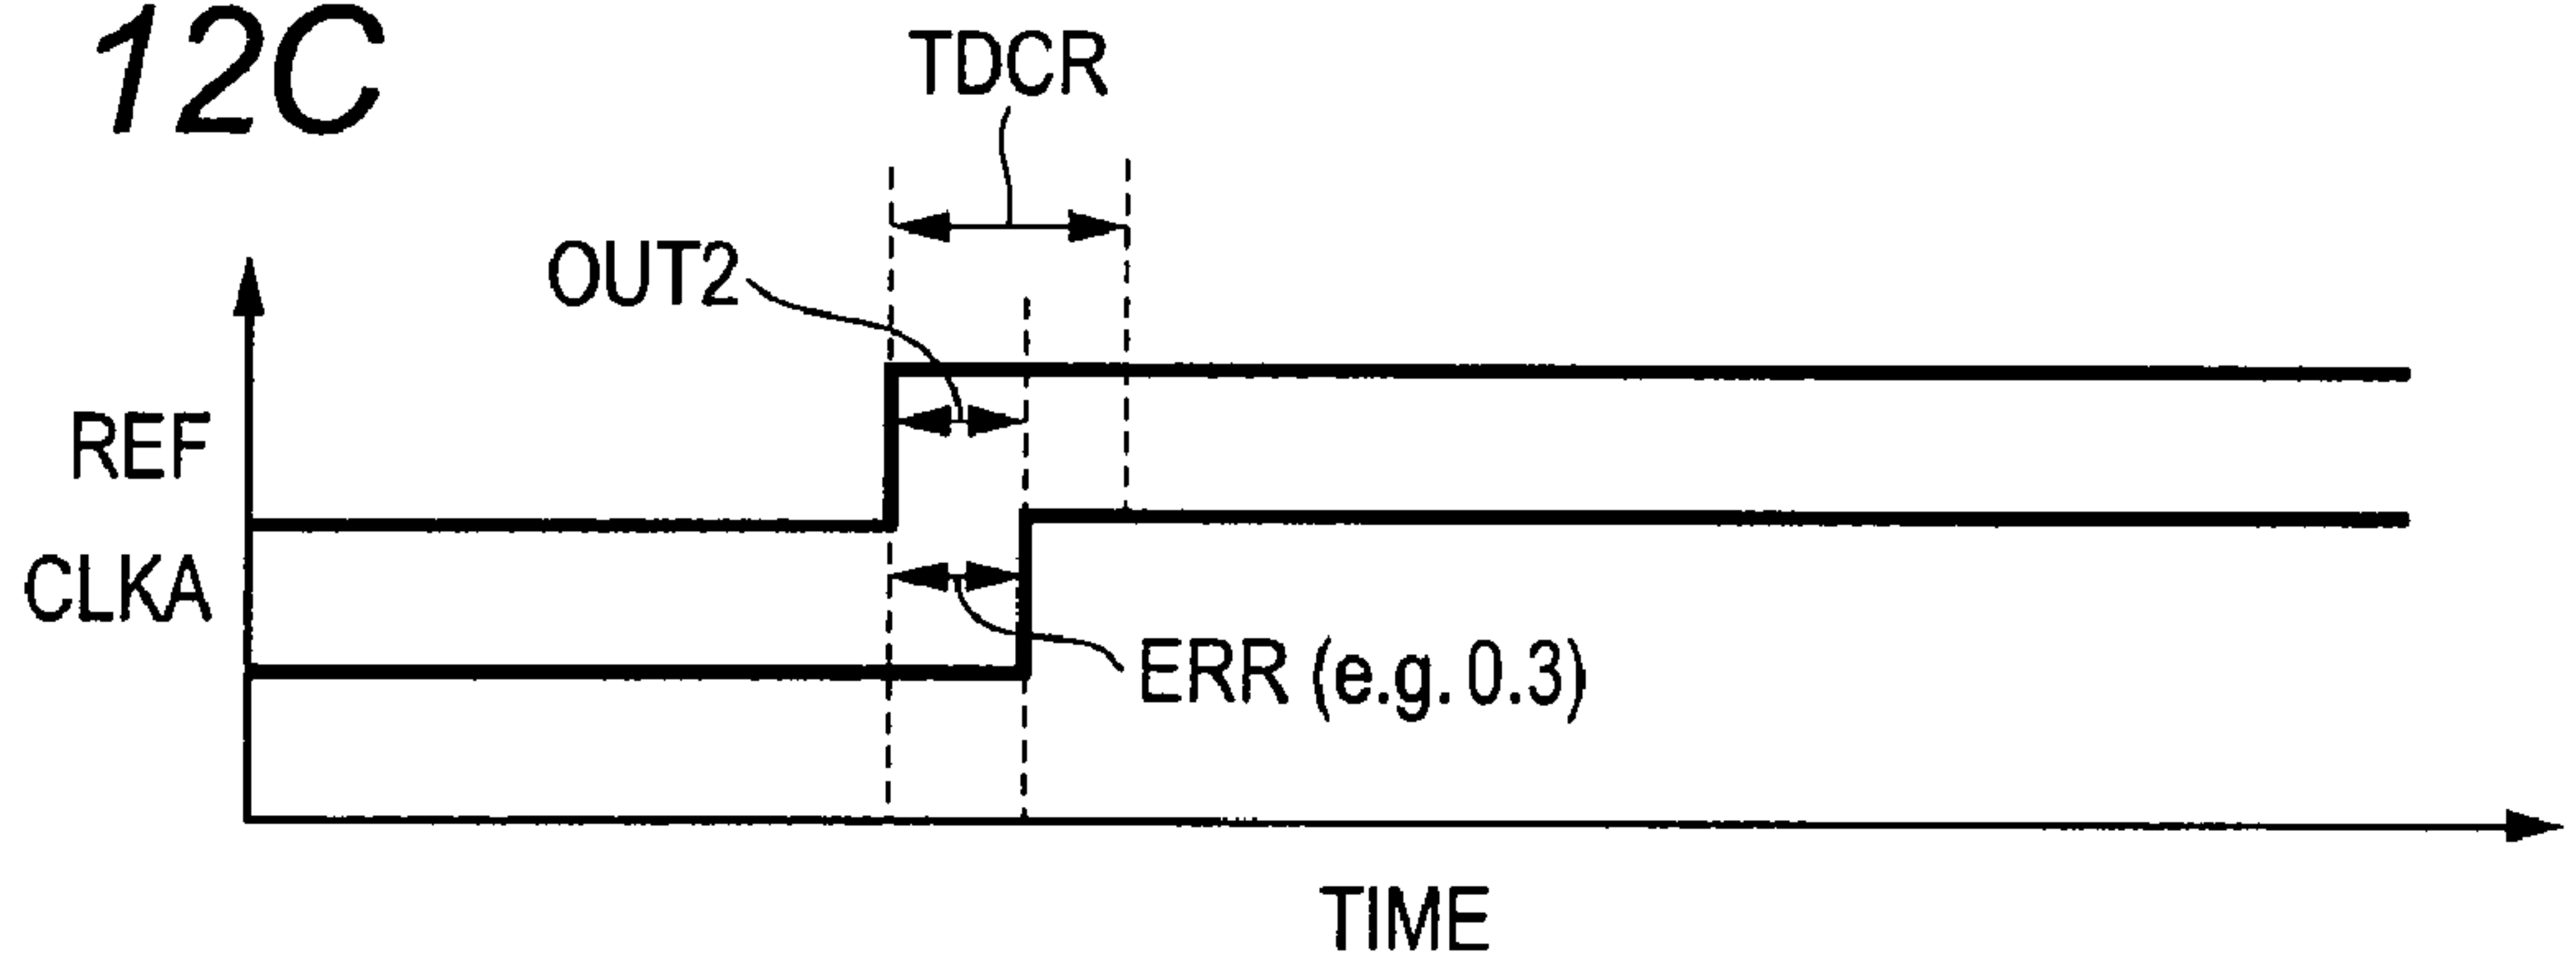 12C
TDCR
OUT2
REF
CLKA
ERR (e.g. 0.3)
TIME